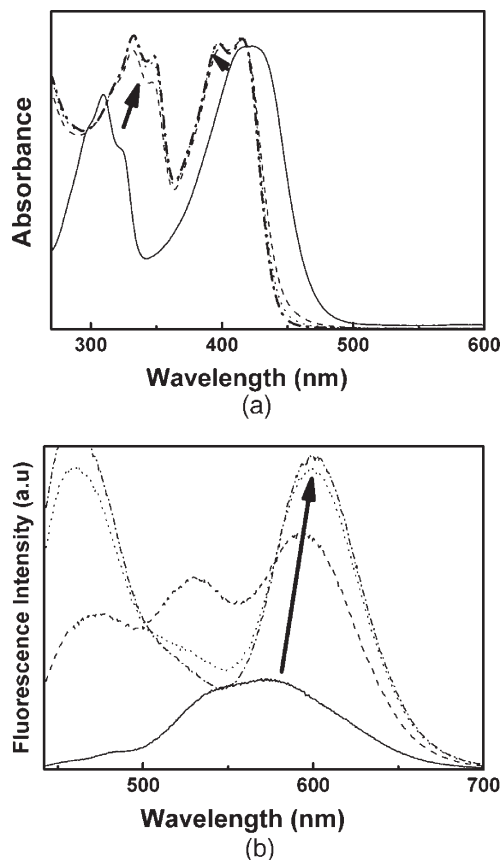 Absorbance
300 400 500 600
Wavelength (nm)
(a)
Fluorescence Intensity (a.u)
500 600 700
Wavelength (nm)
(b)